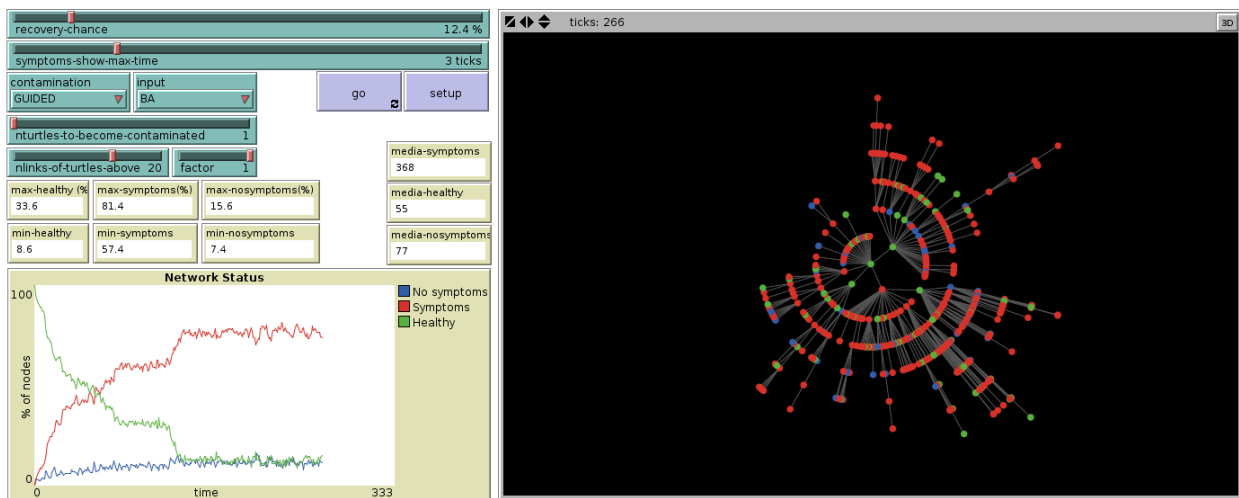 recovery-chance 12.4 %
symptoms-show-max-time 3 ticks
contamination
GUIDED
input
BA
go
setup
nturtles-to-become-contaminated 1
nlinks-of-turtles-above 20
factor 1
media-symptoms
368
max-healthy (%
33.6
max-symptoms(%)
81.4
max-nosymptoms(%)
15.6
media-healthy
55
min-healthy
8.6
min-symptoms
57.4
min-nosymptoms
7.4
media-nosymptoms
77
Network Status
100
% of nodes
0
0
time
333
No symptoms
Symptoms
Healthy
ticks: 266
3D